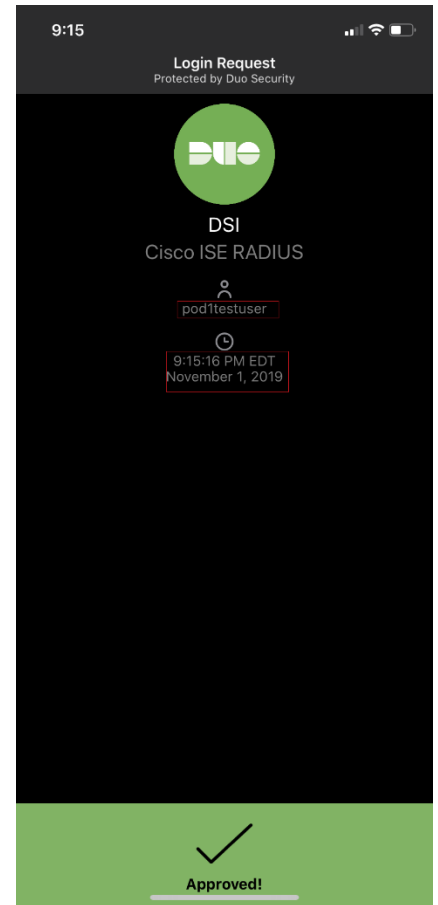 9:15
Login Request
Protected by Duo Security
DUO
DSI
Cisco ISE RADIUS
pod1testuser
9:15:16 PM EDT
November 1, 2019
Approved!